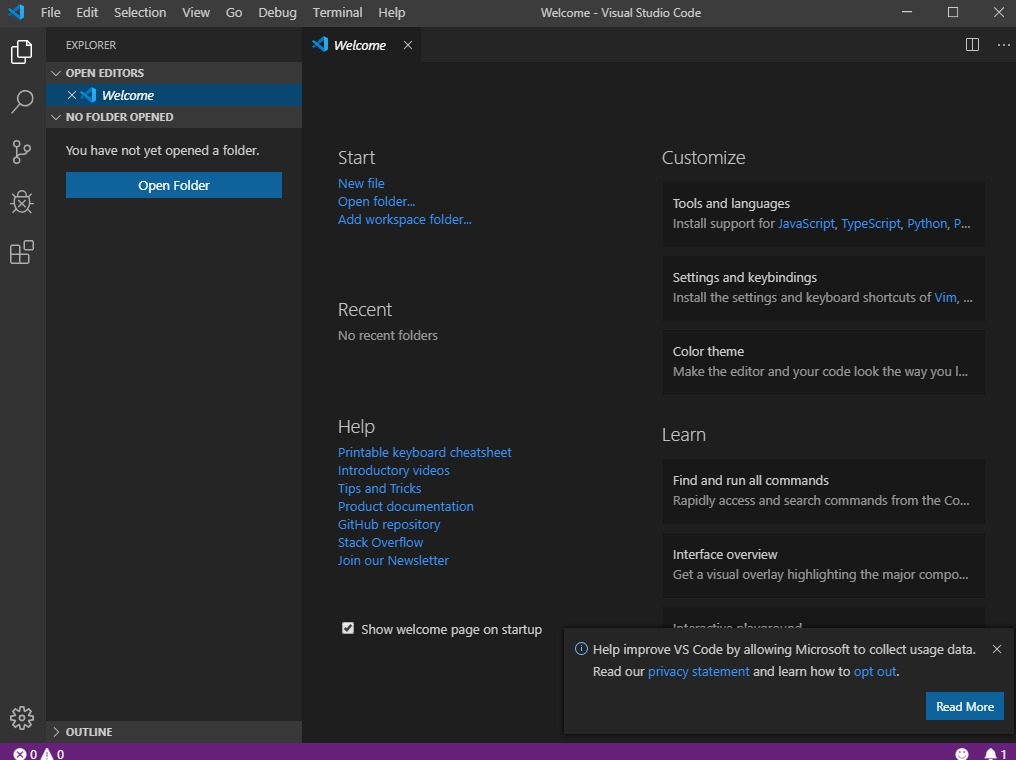 File Edit Selection View Go Debug Terminal Help
Welcome - Visual Studio Code
EXPLORER
OPEN EDITORS
Welcome
NO FOLDER OPENED
You have not yet opened a folder.
Open Folder
OUTLINE
Welcome
Start
New file
Open folder...
Add workspace folder...
Recent
No recent folders
Help
Printable keyboard cheatsheet
Introductory videos
Tips and Tricks
Product documentation
GitHub repository
Stack Overflow
Join our Newsletter
Show welcome page on startup
Customize
Tools and languages
Install support for JavaScript, TypeScript, Python, P...
Settings and keybindings
Install the settings and keyboard shortcuts of Vim, ...
Color theme
Make the editor and your code look the way you l...
Learn
Find and run all commands
Rapidly access and search commands from the Co...
Interface overview
Get a visual overlay highlighting the major compo...
Interactive playground
Help improve VS Code by allowing Microsoft to collect usage data.
Read our privacy statement and learn how to opt out.
Read More
0 0
1